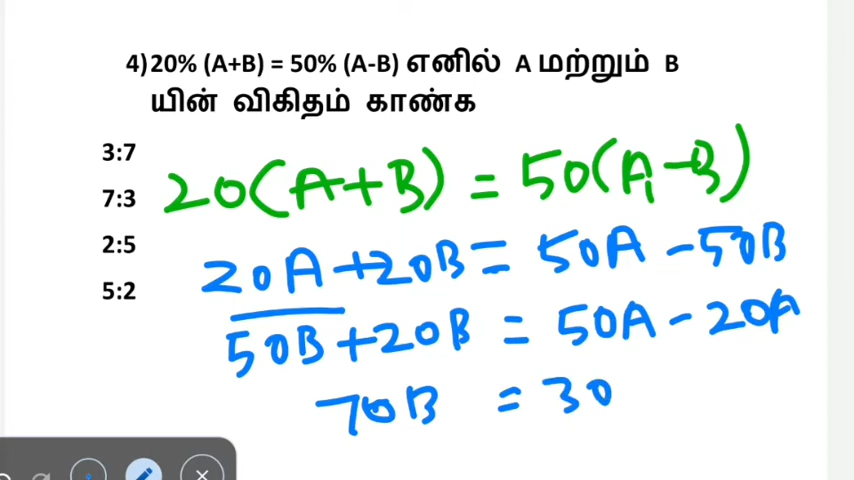 4)20% (A+B) = 50% (A-B) எனில் A மற்றும் B
யின் விகிதம் காண்க
3:7
7:3
2:5
5:2
20(A+B) = 50(A-B)
20A+20B = 50A - 50B
50B+20B = 50A - 20A
70B = 30